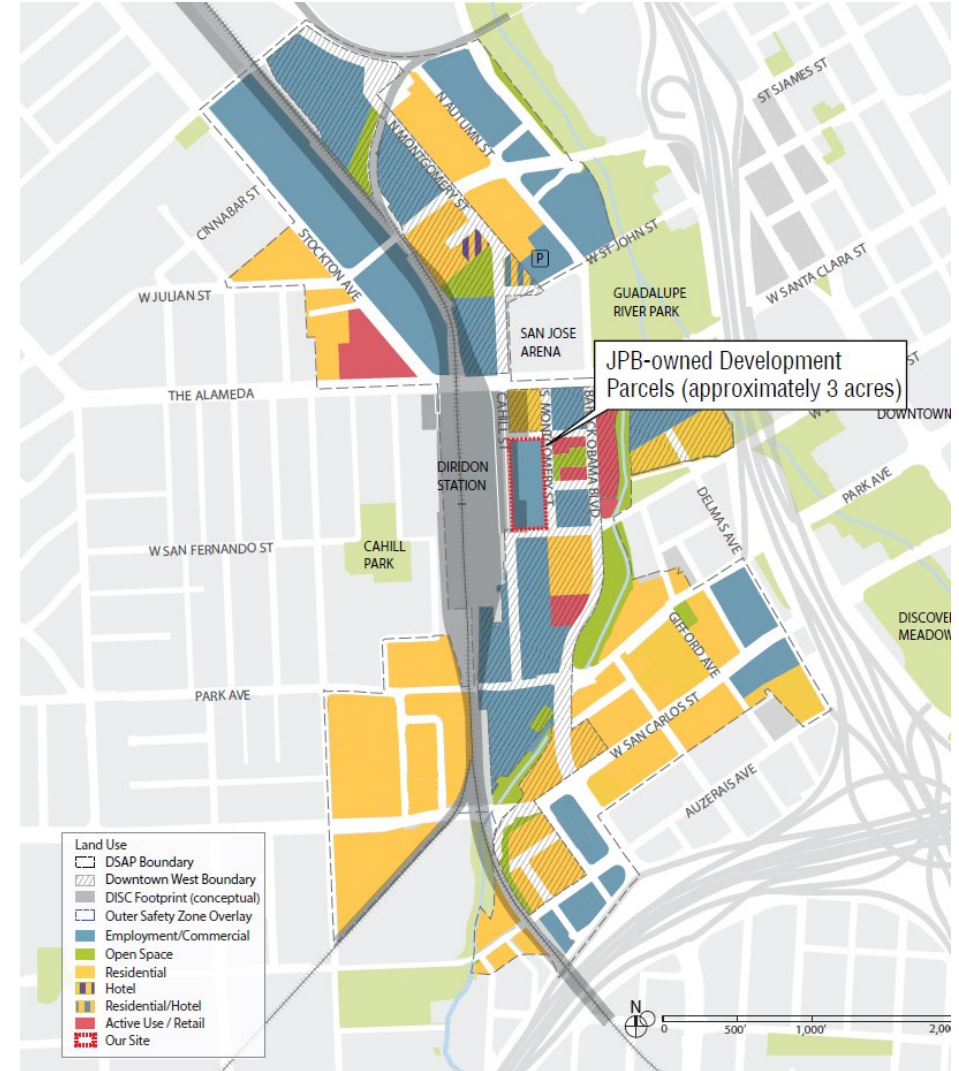 ST SJAMES ST
N AUTUMN ST
N MONTGOMERY ST
CINNABAR ST
STOCKTON AVE
W ST JOHN ST
P
W SANTA CLARA ST
W JULIAN ST
GUADALUPE
RIVER PARK
SAN JOSE
ARENA
JPB-owned Development
Parcels (approximately 3 acres)
ST
THE ALAMEDA
DOWNTOWN
CAHILL ST
S MONTGOMERY ST
BARACK OBAMA BLVD
DIRIDON
STATION
PARK AVE
DELMAS AVE
W SAN FERNANDO ST
CAHILL
PARK
DISCOVE
MEADOW
GIFFORD AVE
PARK AVE
W SAN CARLOS ST
AUZERAIS AVE
Land Use
DSAP Boundary
Downtown West Boundary
DISC Footprint (conceptual)
Outer Safety Zone Overlay
Employment/Commercial
Open Space
Residential
Hotel
Residential/Hotel
Active Use / Retail
Our Site
N
0 500' 1,000' 2,00